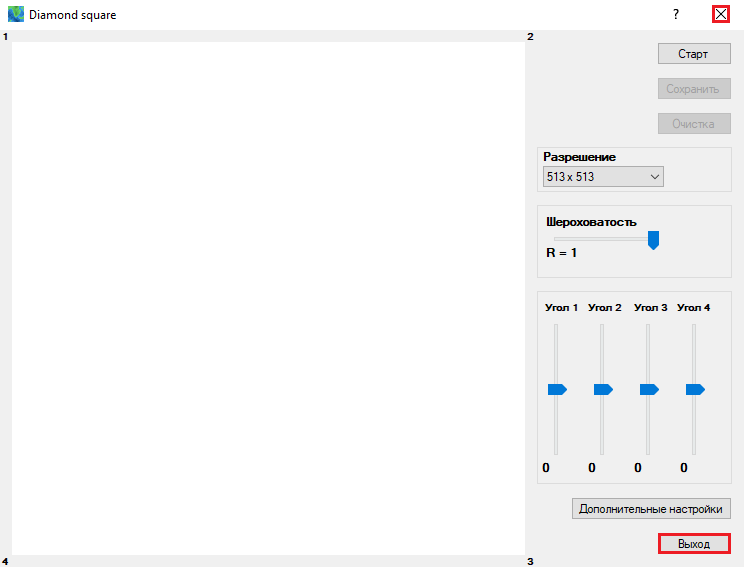 Diamond square
?
1
2
Старт
Сохранить
Очистка
Разрешение
513 x 513
Шероховатость
R = 1
Угол 1 Угол 2 Угол 3 Угол 4
0 0 0 0
Дополнительные настройки
Выход
4
3